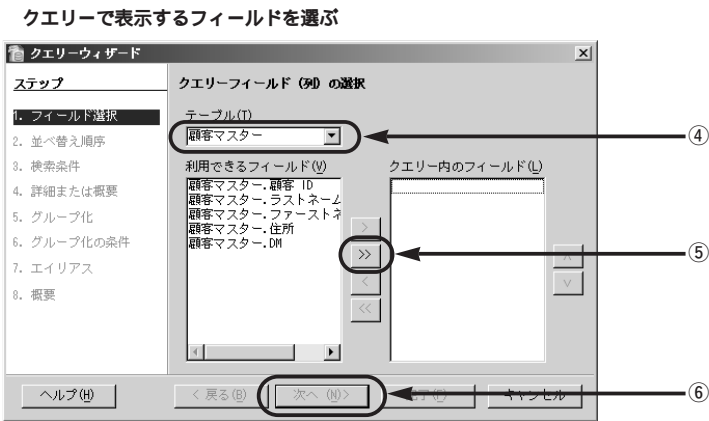 クエリーで表示するフィールドを選ぶ
クエリーウィザード
ステップ
1. フィールド選択
2. 並べ替え順序
3. 検索条件
4. 詳細または概要
5. グループ化
6. グループ化の条件
7. エイリアス
8. 概要
クエリーフィールド (列) の選択
テーブル(T)
顧客マスター
④
利用できるフィールド(V)
顧客マスター.顧客 ID
顧客マスター.ラストネーム
顧客マスター.ファーストネ
顧客マスター.住所
顧客マスター.DM
>
>>
<
<<
クエリー内のフィールド(L)
∧
∨
⑤
ヘルプ(H)
< 戻る(B)
次へ (N)>
完了(F)
キャンセル
⑥